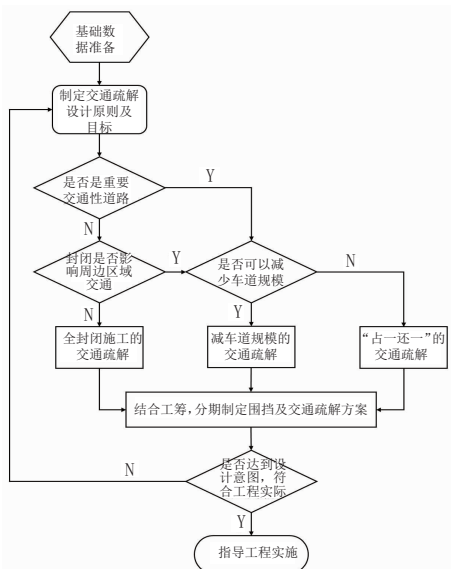 基础数
据准备
制定交通疏解
设计原则及
目标
是否是重要
交通性道路
Y
N
封闭是否影
响周边区域
交通
Y
是否可以减
少车道规模
N
N
Y
全封闭施工的
交通疏解
减车道规模的
交通疏解
“占一还一”的
交通疏解
结合工筹,分期制定围挡及交通疏解方案
是否达到设
计意图，符
合工程实际
N
Y
指导工程实施